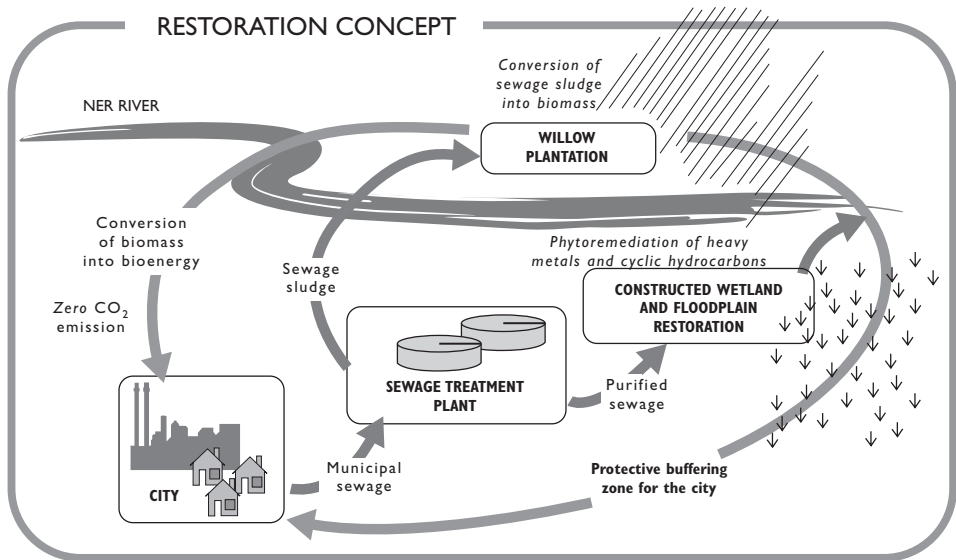 RESTORATION CONCEPT
Conversion of
sewage sludge
into biomass
NER RIVER
WILLOW
PLANTATION
Conversion
of biomass
into bioenergy
Phytoremediation of heavy
metals and cyclic hydrocarbons
Sewage
sludge
Zero CO₂
emission
CONSTRUCTED WETLAND
AND FLOODPLAIN
RESTORATION
SEWAGE TREATMENT
PLANT
Purified
sewage
Municipal
sewage
Protective buffering
zone for the city
CITY